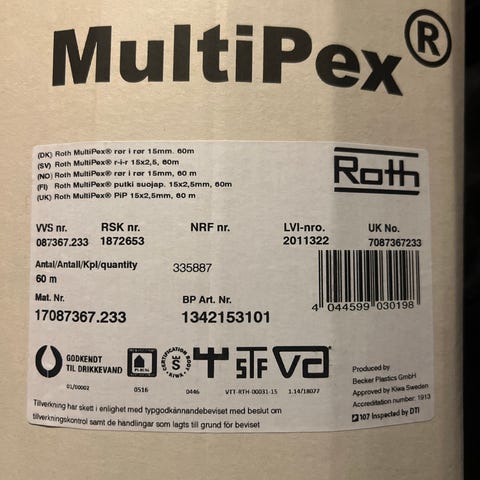 MultiPex®
(DK) Roth MultiPex® rør i rør 15mm. 60m
(SV) Roth MultiPex® r-i-r 15x2,5, 60m
(NO) Roth MultiPex® rør i rør 15mm, 60 m
(FI) Roth MultiPex® putki suojap. 15x2,5mm, 60m
(UK) Roth MultiPex® PiP 15x2,5mm, 60 m
Roth
VVS nr. RSK nr. NRF nr. LVI-nro. UK No.
087367.233 1872653 2011322 7087367233
Antal/Antall/Kpl/quantity 335887
60 m
4 044599 030198
Mat. Nr. BP Art. Nr.
17087367.233 1342153101
GODKENDT
TIL DRIKKEVAND
STF
01/00002 0516 0446 VTT-RTH-00031-15 1.14/18077
Produced by
Becker Plastics GmbH
Approved by Kiwa Sweden
Accreditation number: 1913
107 Inspected by DTI
Tillverkning har skett i enlighet med typgodkännandebeviset med beslut om
tillverkningskontrol samt de handlingar som lagts till grund för beviset